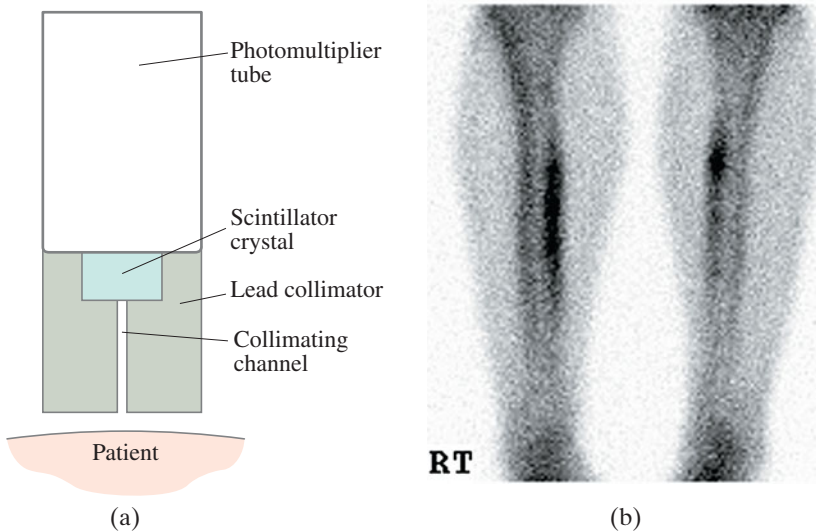 Photomultiplier
tube
Scintillator
crystal
Lead collimator
Collimating
channel
Patient
(a)
RT
(b)